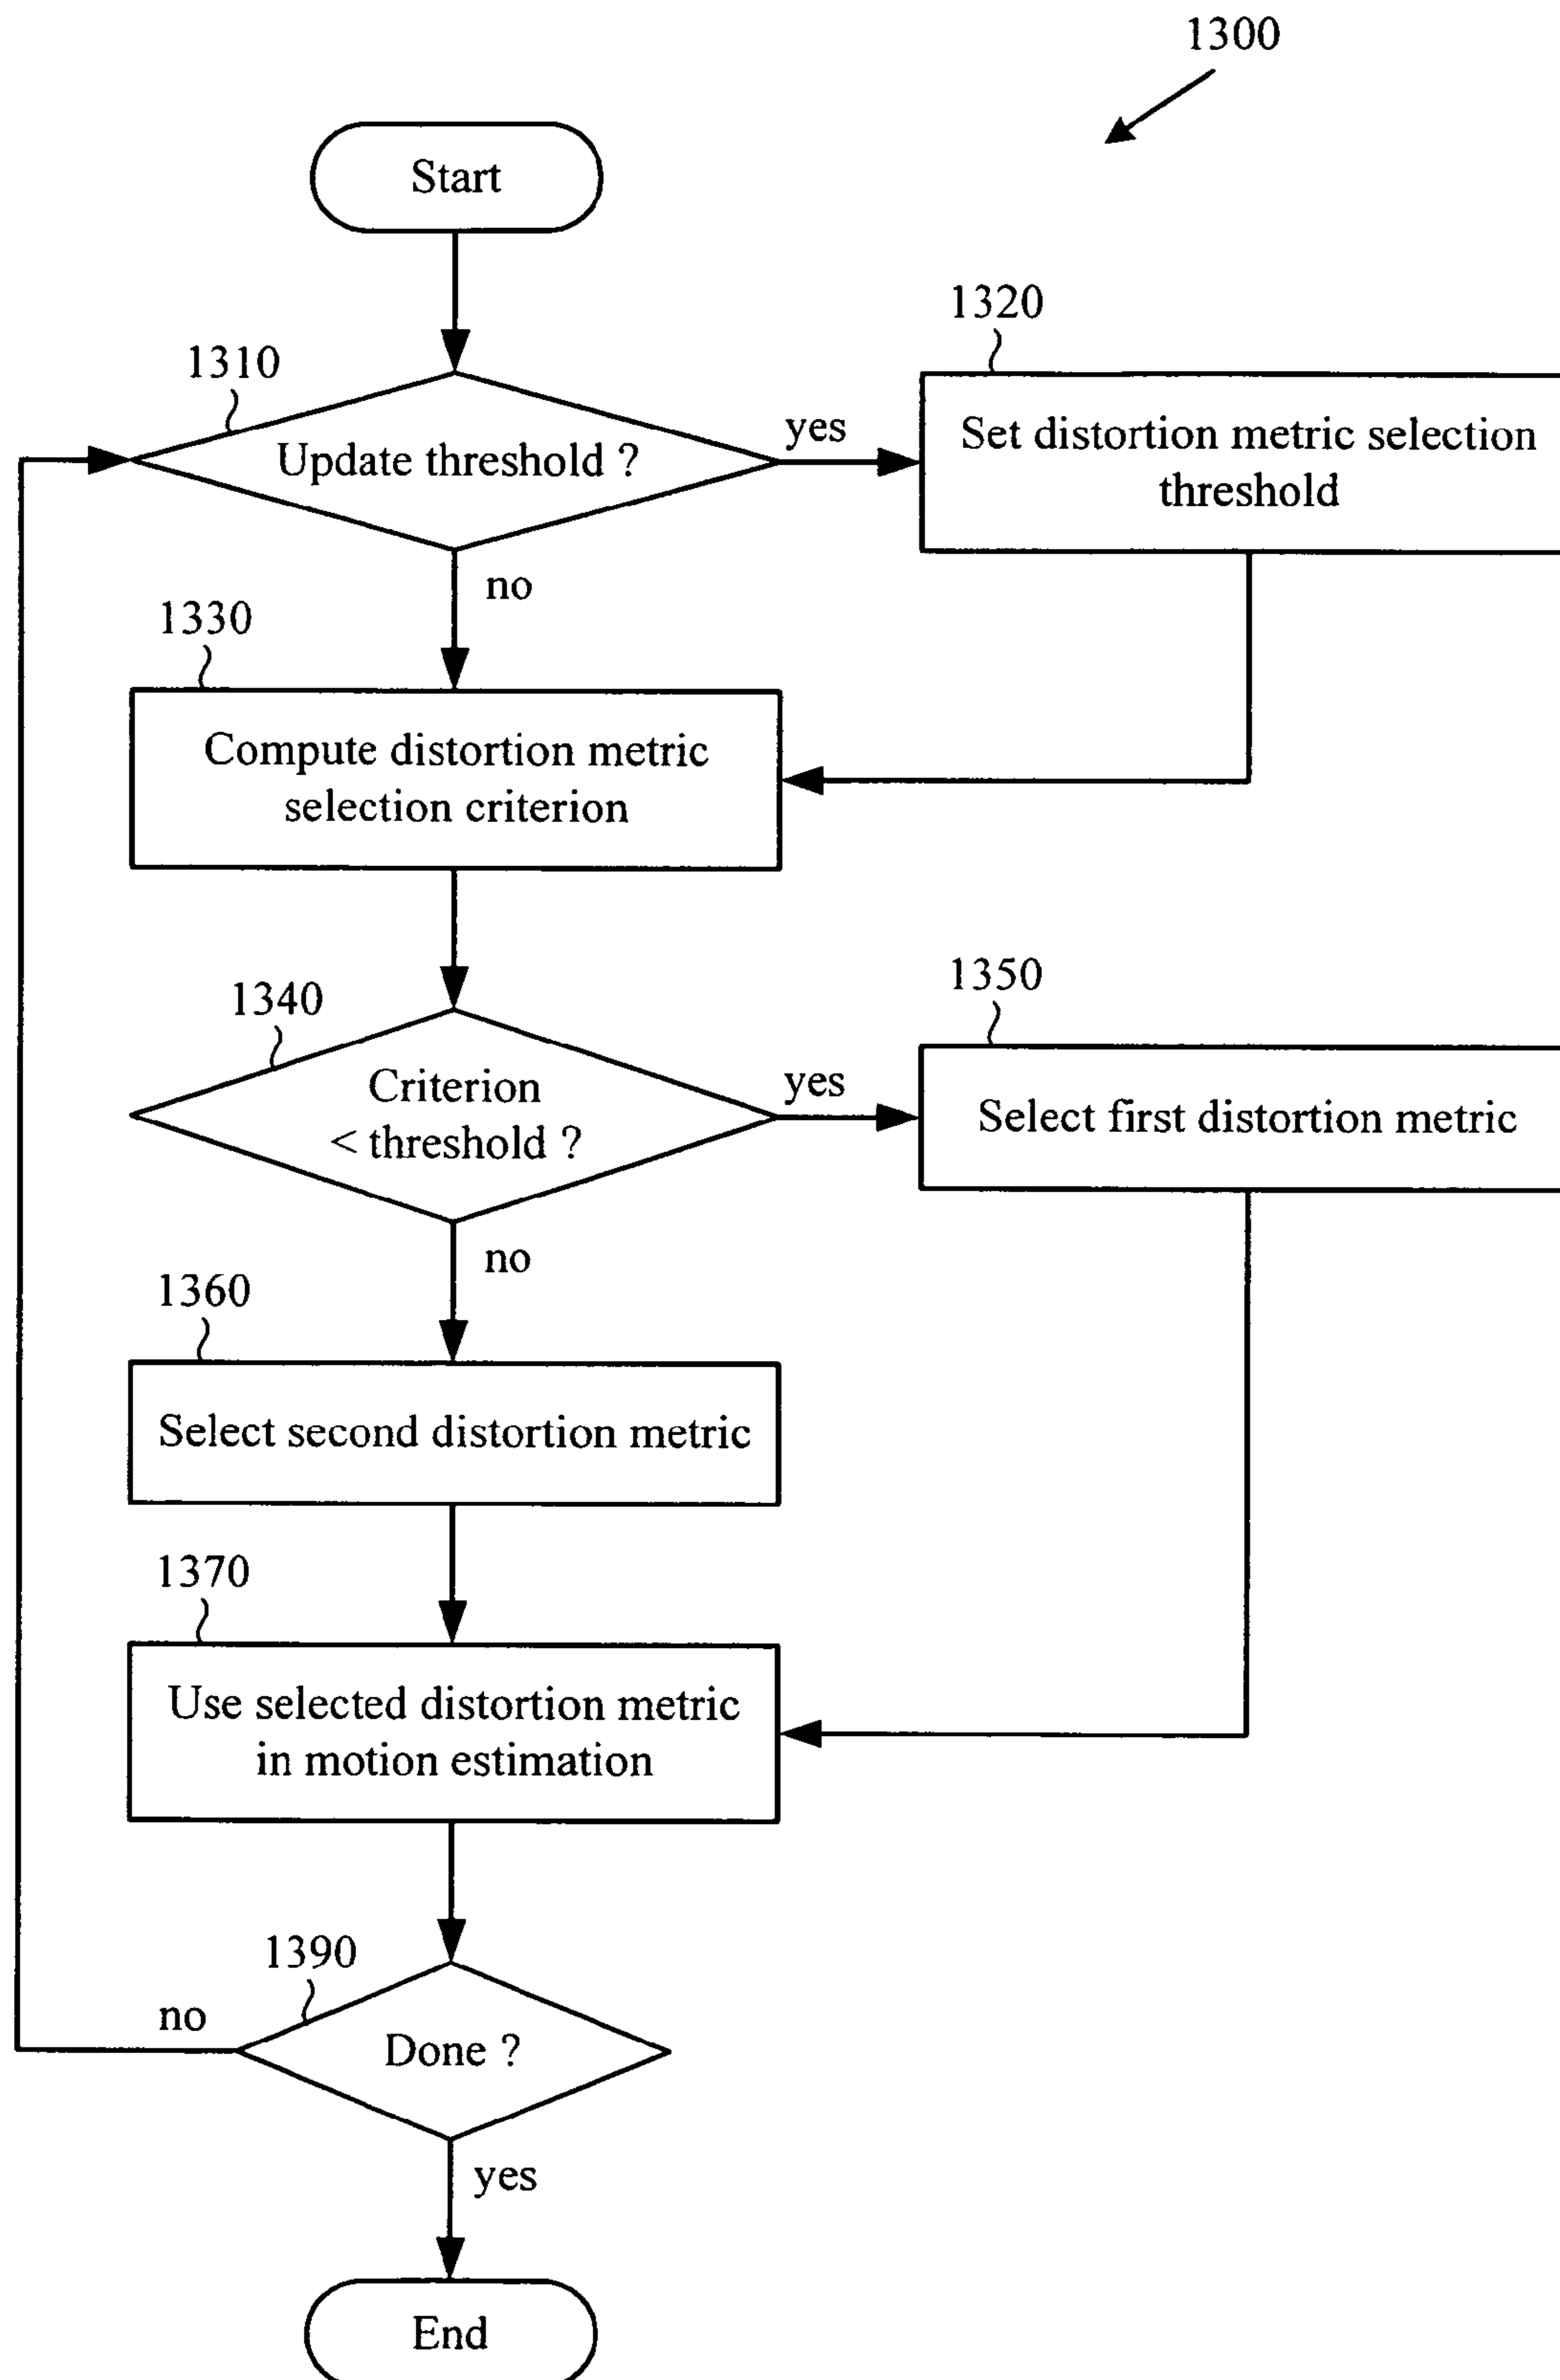 1300
Start
1310
Update threshold ?
yes
1320
Set distortion metric selection
threshold
no
1330
Compute distortion metric
selection criterion
1340
Criterion
< threshold ?
yes
1350
Select first distortion metric
no
1360
Select second distortion metric
1370
Use selected distortion metric
in motion estimation
1390
no
Done ?
yes
End